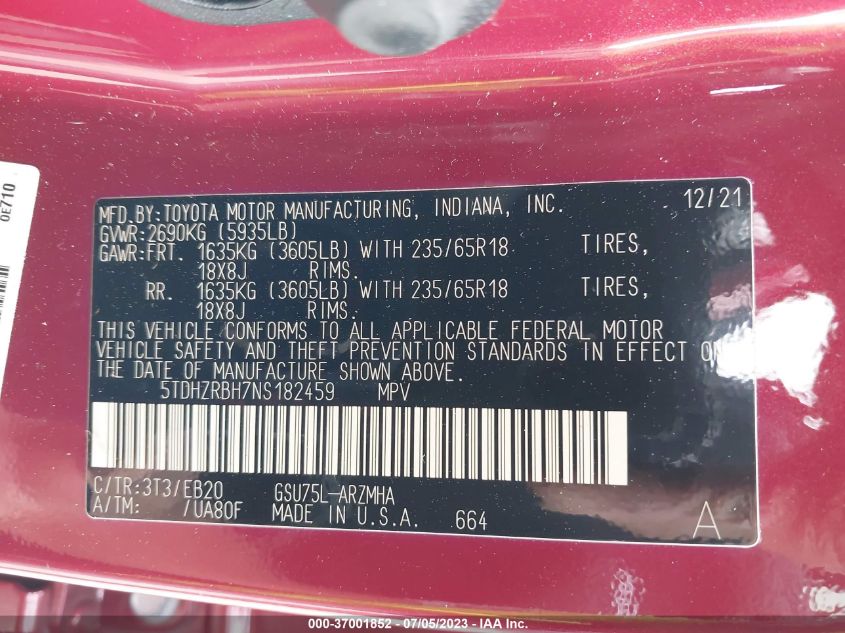 0E710
MFD.BY:TOYOTA MOTOR MANUFACTURING, INDIANA, INC. 12/21
GVWR:2690KG (5935LB)
GAWR:FRT. 1635KG (3605LB) WITH 235/65R18 TIRES,
18X8J RIMS.
RR. 1635KG (3605LB) WITH 235/65R18 TIRES,
18X8J RIMS.
THIS VEHICLE CONFORMS TO ALL APPLICABLE FEDERAL MOTOR
VEHICLE SAFETY AND THEFT PREVENTION STANDARDS IN EFFECT ON
THE DATE OF MANUFACTURE SHOWN ABOVE.
5TDHZRBH7NS182459 MPV
C/TR:3T3/EB20 GSU75L-ARZMHA
A/TM: /UA80F MADE IN U.S.A. 664 A
000-37001852 / 07/05/2023 - © IAA Inc.